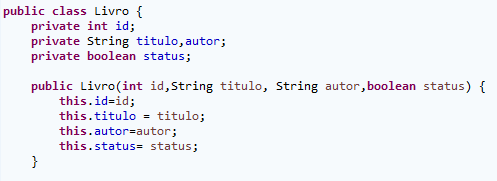 public class Livro {
    private int id;
    private String titulo,autor;
    private boolean status;

    public Livro(int id,String titulo, String autor,boolean status) {
        this.id=id;
        this.titulo = titulo;
        this.autor=autor;
        this.status= status;
    }